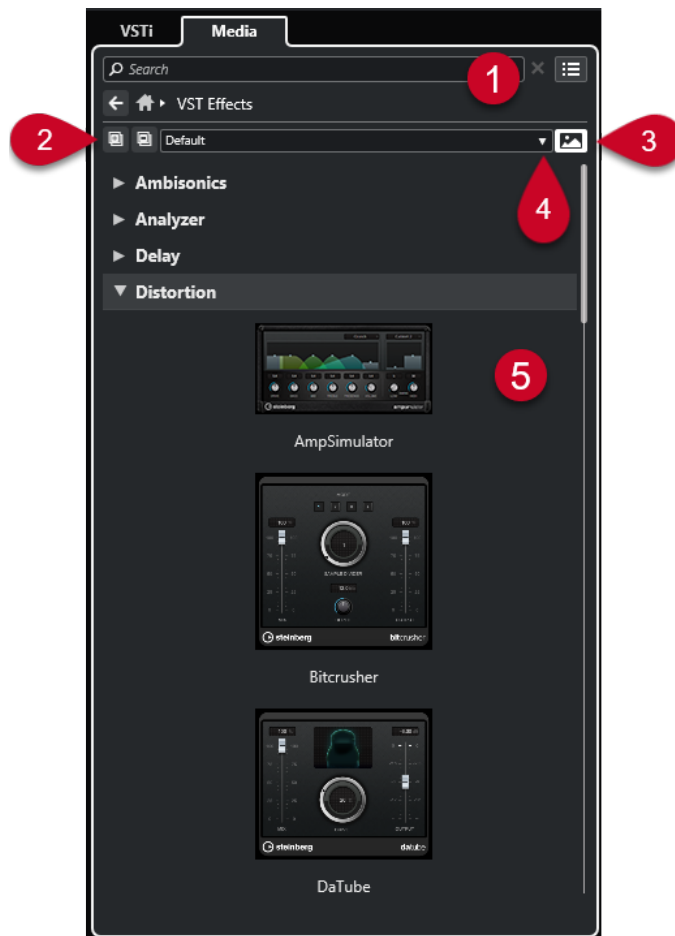 VSTi Media
Search
1
VST Effects
2
Default
3
4
Ambisonics
Analyzer
Delay
Distortion
5
steinberg
AmpSimulator
steinberg bitcrusher
Bitcrusher
steinberg datube
DaTube